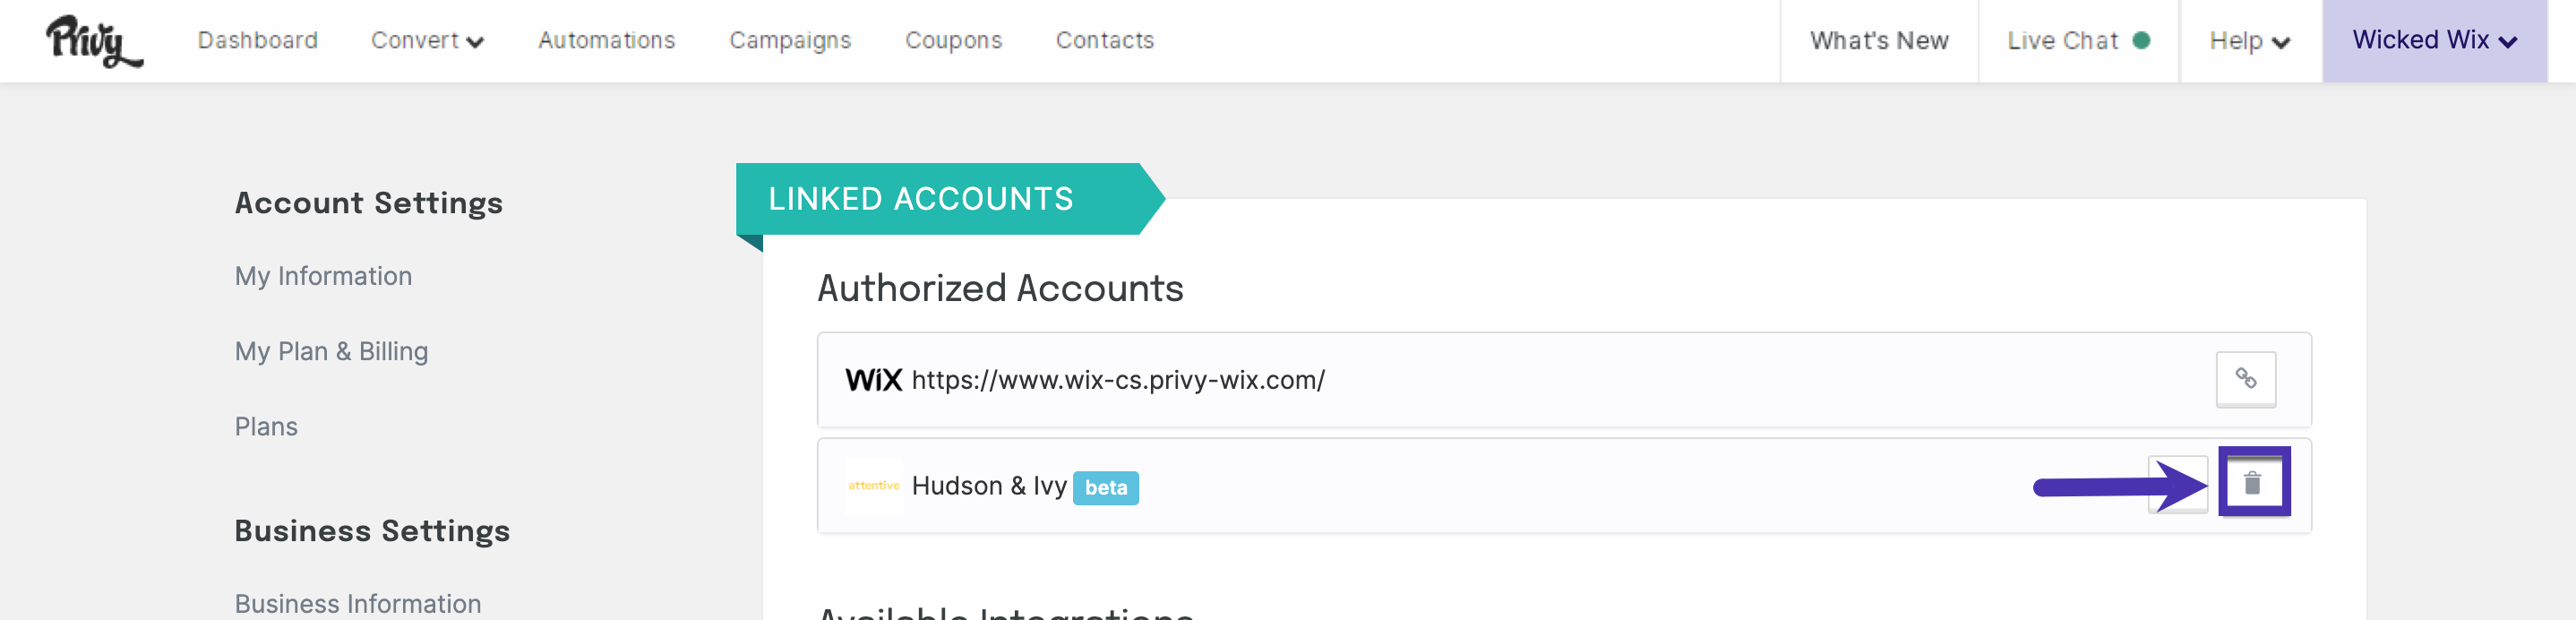 Privy Dashboard Convert Automations Campaigns Coupons Contacts What's New Live Chat Help Wicked Wix
LINKED ACCOUNTS
Account Settings
My Information
My Plan & Billing
Plans
Business Settings
Business Information
Authorized Accounts
WiX https://www.wix-cs.privy-wix.com/
attentive Hudson & Ivy beta
Available Integrations